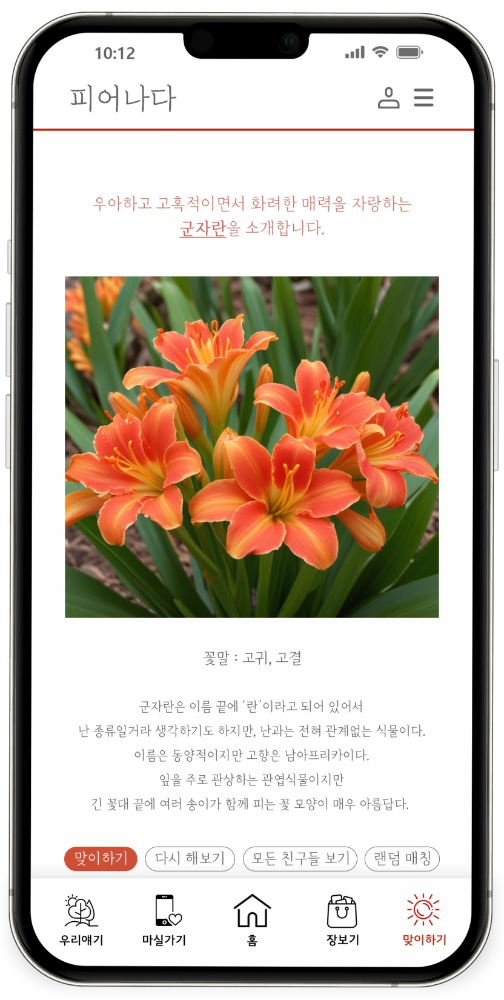 10:12
피어나다
우아하고 고혹적이면서 화려한 매력을 자랑하는
군자란을 소개합니다.
꽃말 : 고귀, 고결
군자란은 이름 끝에 ‘란’이라고 되어 있어서
난 종류일거라 생각하기도 하지만, 난과는 전혀 관계없는 식물이다.
이름은 동양적이지만 고향은 남아프리카이다.
잎을 주로 관상하는 관엽식물이지만
긴 꽃대 끝에 여러 송이가 함께 피는 꽃 모양이 매우 아름답다.
맞이하기 다시 해보기 모든 친구들 보기 랜덤 매칭
우리얘기 마실가기 홈 장보기 맞이하기